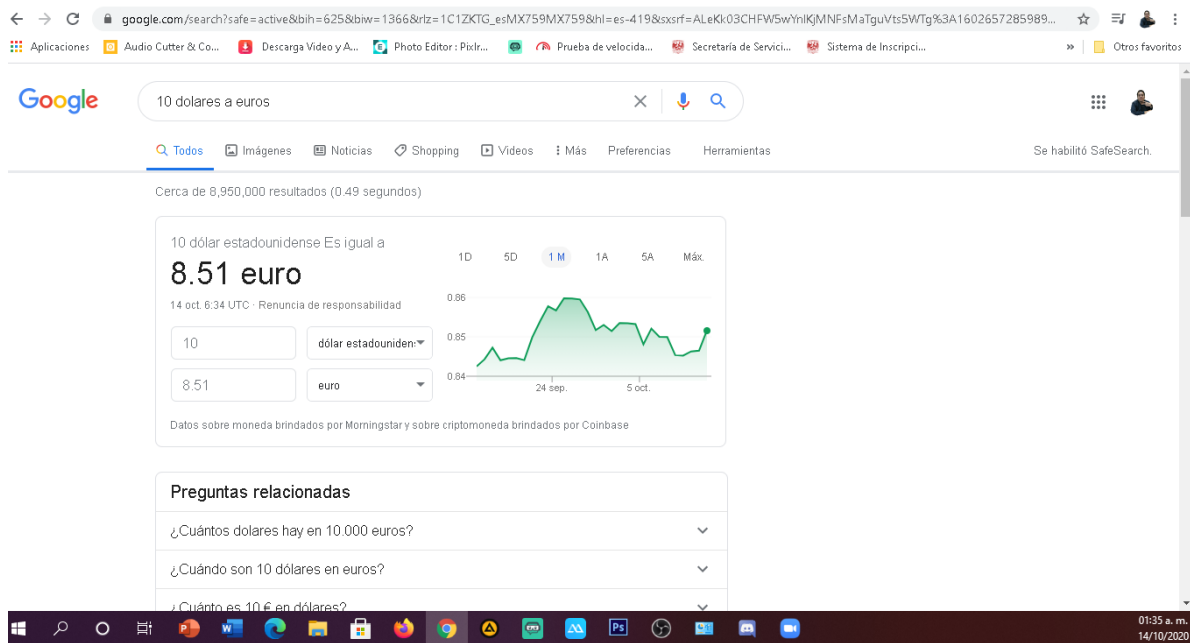 google.com/search?safe=active&bih=625&biw=1366&rlz=1C1ZKTG_esMX759MX759&hl=es-419&sxsrf=ALeKk03CHFW5wYnlKjMNFsMaTguVts5WTg%3A1602657285989...
Aplicaciones Audio Cutter & Co... Descarga Video y A... Photo Editor : Pixlr... Prueba de velocida... Secretaría de Servici... Sistema de Inscripci... » Otros favoritos
Google 10 dolares a euros
Todos Imágenes Noticias Shopping Videos Más Preferencias Herramientas Se habilitó SafeSearch.
Cerca de 8,950,000 resultados (0.49 segundos)
10 dólar estadounidense Es igual a
8.51 euro
14 oct. 6:34 UTC · Renuncia de responsabilidad
10 dólar estadouniden:
8.51 euro
1D 5D 1 M 1A 5A Máx.
0.86
0.85
0.84
24 sep. 5 oct.
Datos sobre moneda brindados por Morningstar y sobre criptomoneda brindados por Coinbase
Preguntas relacionadas
¿Cuántos dolares hay en 10.000 euros?
¿Cuándo son 10 dólares en euros?
¿Cuánto es 10 € en dólares?
Ps
01:35 a. m.
14/10/2020